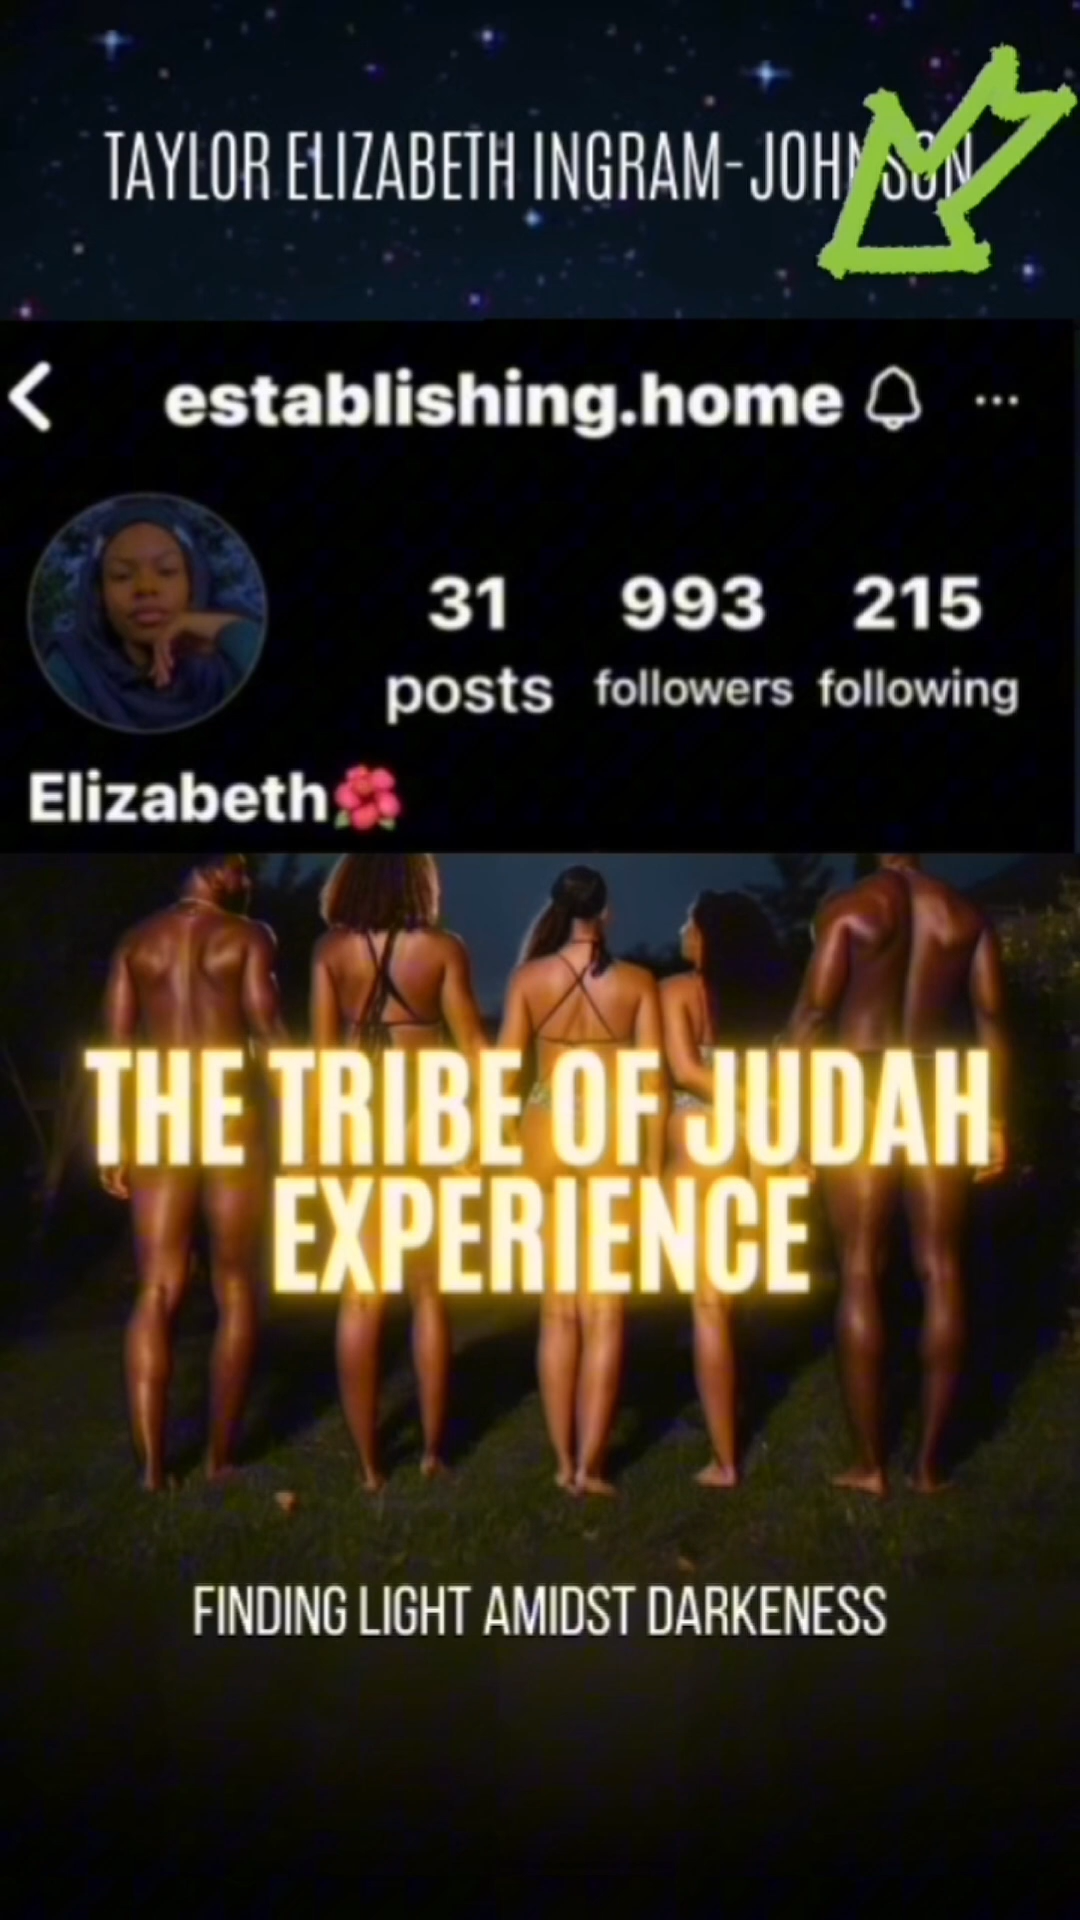 TAYLOR ELIZABETH INGRAM-JOHNSON
establishing.home
31 993 215
posts followers following
Elizabeth🌺
THE TRIBE OF JUDAH
EXPERIENCE
FINDING LIGHT AMIDST DARKENESS